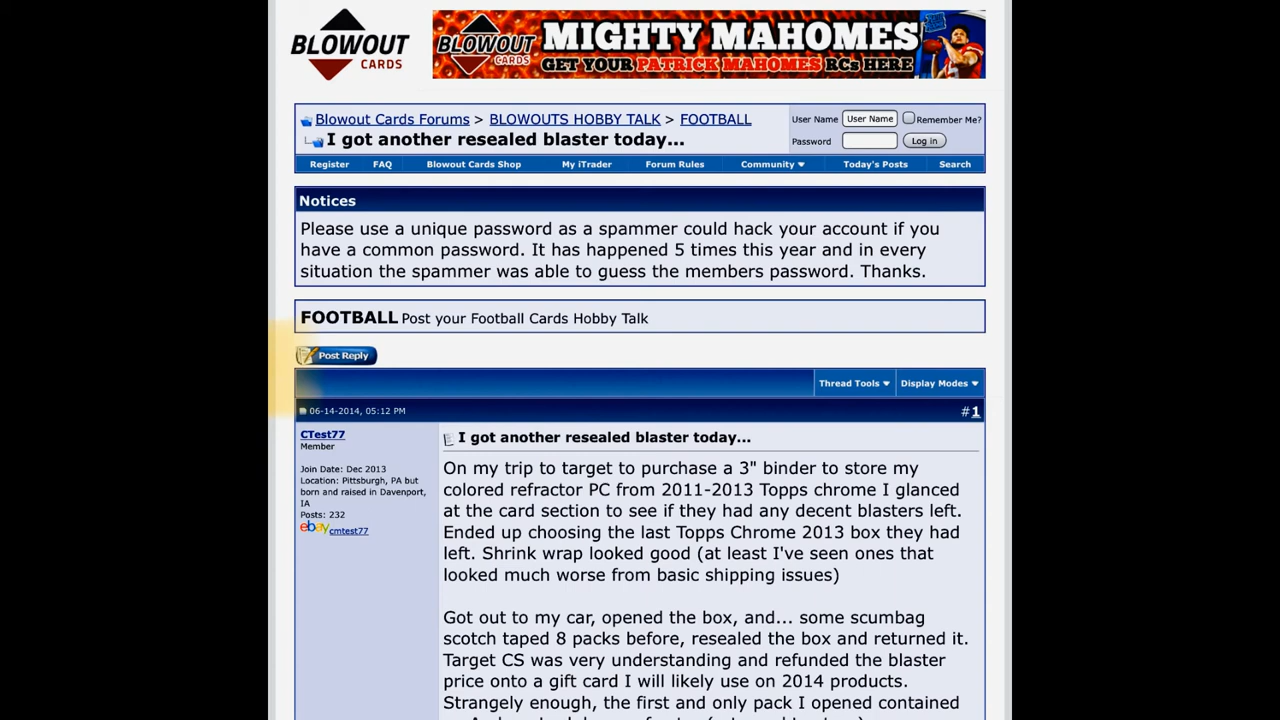 BLOWOUT
CARDS
BLOWOUT
CARDS
MIGHTY MAHOMES
GET YOUR PATRICK MAHOMES RCs HERE
Blowout Cards Forums > BLOWOUTS HOBBY TALK > FOOTBALL
I got another resealed blaster today...
User Name User Name Remember Me?
Password Log in
Register FAQ Blowout Cards Shop My iTrader Forum Rules Community Today's Posts Search
Notices
Please use a unique password as a spammer could hack your account if you
have a common password. It has happened 5 times this year and in every
situation the spammer was able to guess the members password. Thanks.
FOOTBALL Post your Football Cards Hobby Talk
Post Reply
Thread Tools Display Modes
06-14-2014, 05:12 PM #1
CTest77
Member
Join Date: Dec 2013
Location: Pittsburgh, PA but
born and raised in Davenport,
IA
Posts: 232
ebay cmtest77
I got another resealed blaster today...
On my trip to target to purchase a 3" binder to store my
colored refractor PC from 2011-2013 Topps chrome I glanced
at the card section to see if they had any decent blasters left.
Ended up choosing the last Topps Chrome 2013 box they had
left. Shrink wrap looked good (at least I've seen ones that
looked much worse from basic shipping issues)
Got out to my car, opened the box, and... some scumbag
scotch taped 8 packs before, resealed the box and returned it.
Target CS was very understanding and refunded the blaster
price onto a gift card I will likely use on 2014 products.
Strangely enough, the first and only pack I opened contained